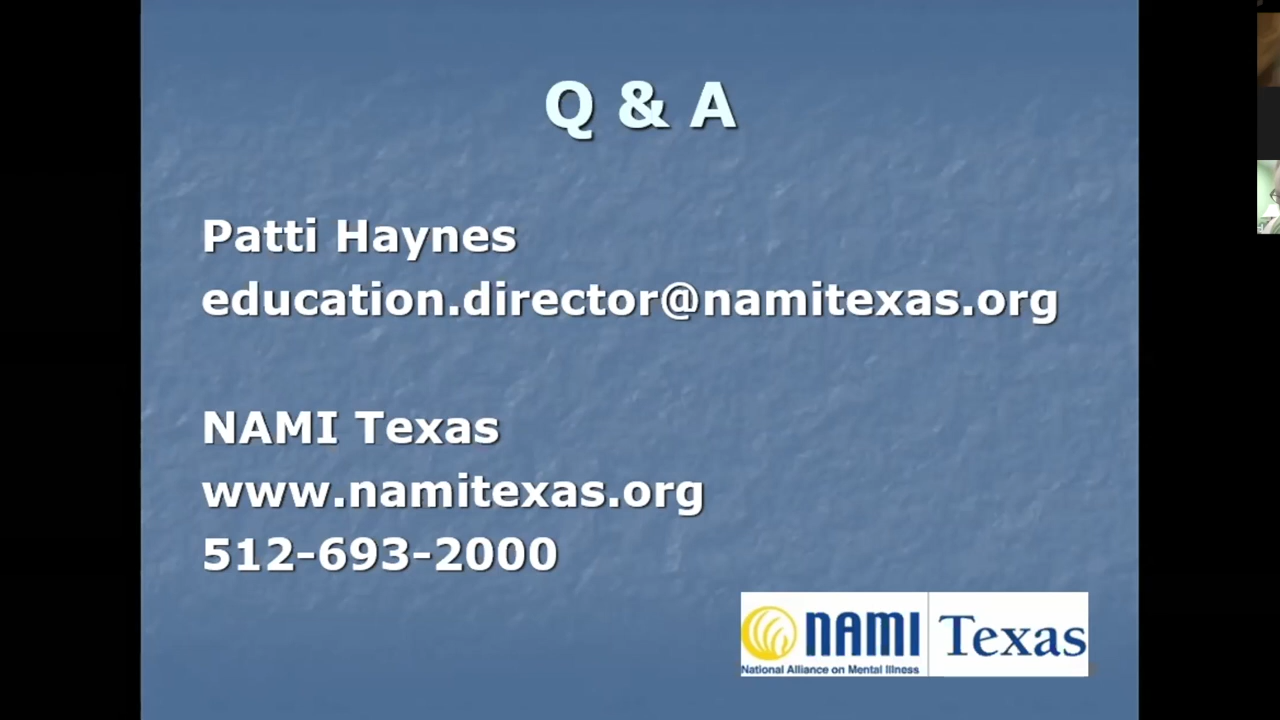 Q & A
Patti Haynes
education.director@namitexas.org
NAMI Texas
www.namitexas.org
512-693-2000
NAMI Texas
National Alliance on Mental Illness